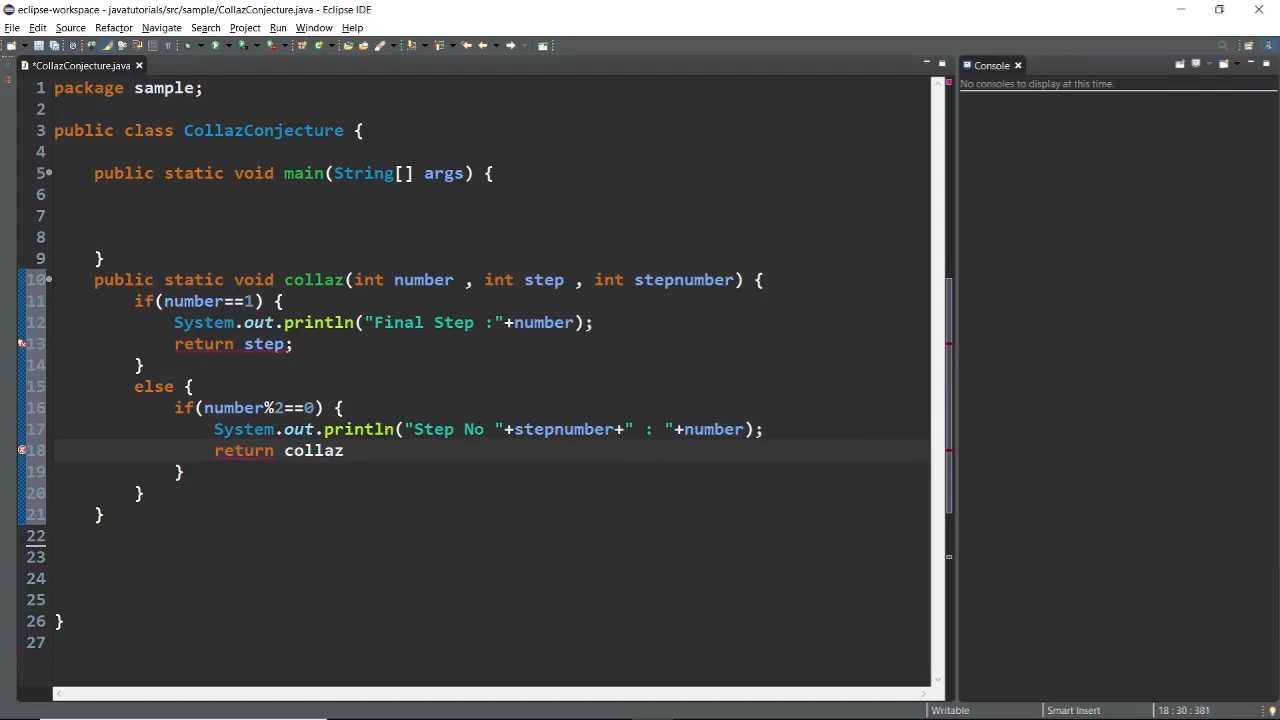 eclipse-workspace - javatutorials/src/sample/CollazConjecture.java - Eclipse IDE
File Edit Source Refactor Navigate Search Project Run Window Help
*CollazConjecture.java
Console
No consoles to display at this time.
1 package sample;
2
3 public class CollazConjecture {
4
5 public static void main(String[] args) {
6
7
8
9 }
10 public static void collaz(int number , int step , int stepnumber) {
11 if(number==1) {
12 System.out.println("Final Step :"+number);
13 return step;
14 }
15 else {
16 if(number%2==0) {
17 System.out.println("Step No "+stepnumber+" : "+number);
18 return collaz
19 }
20 }
21 }
22
23
24
25
26 }
27
Writable Smart Insert 18 : 30 : 381